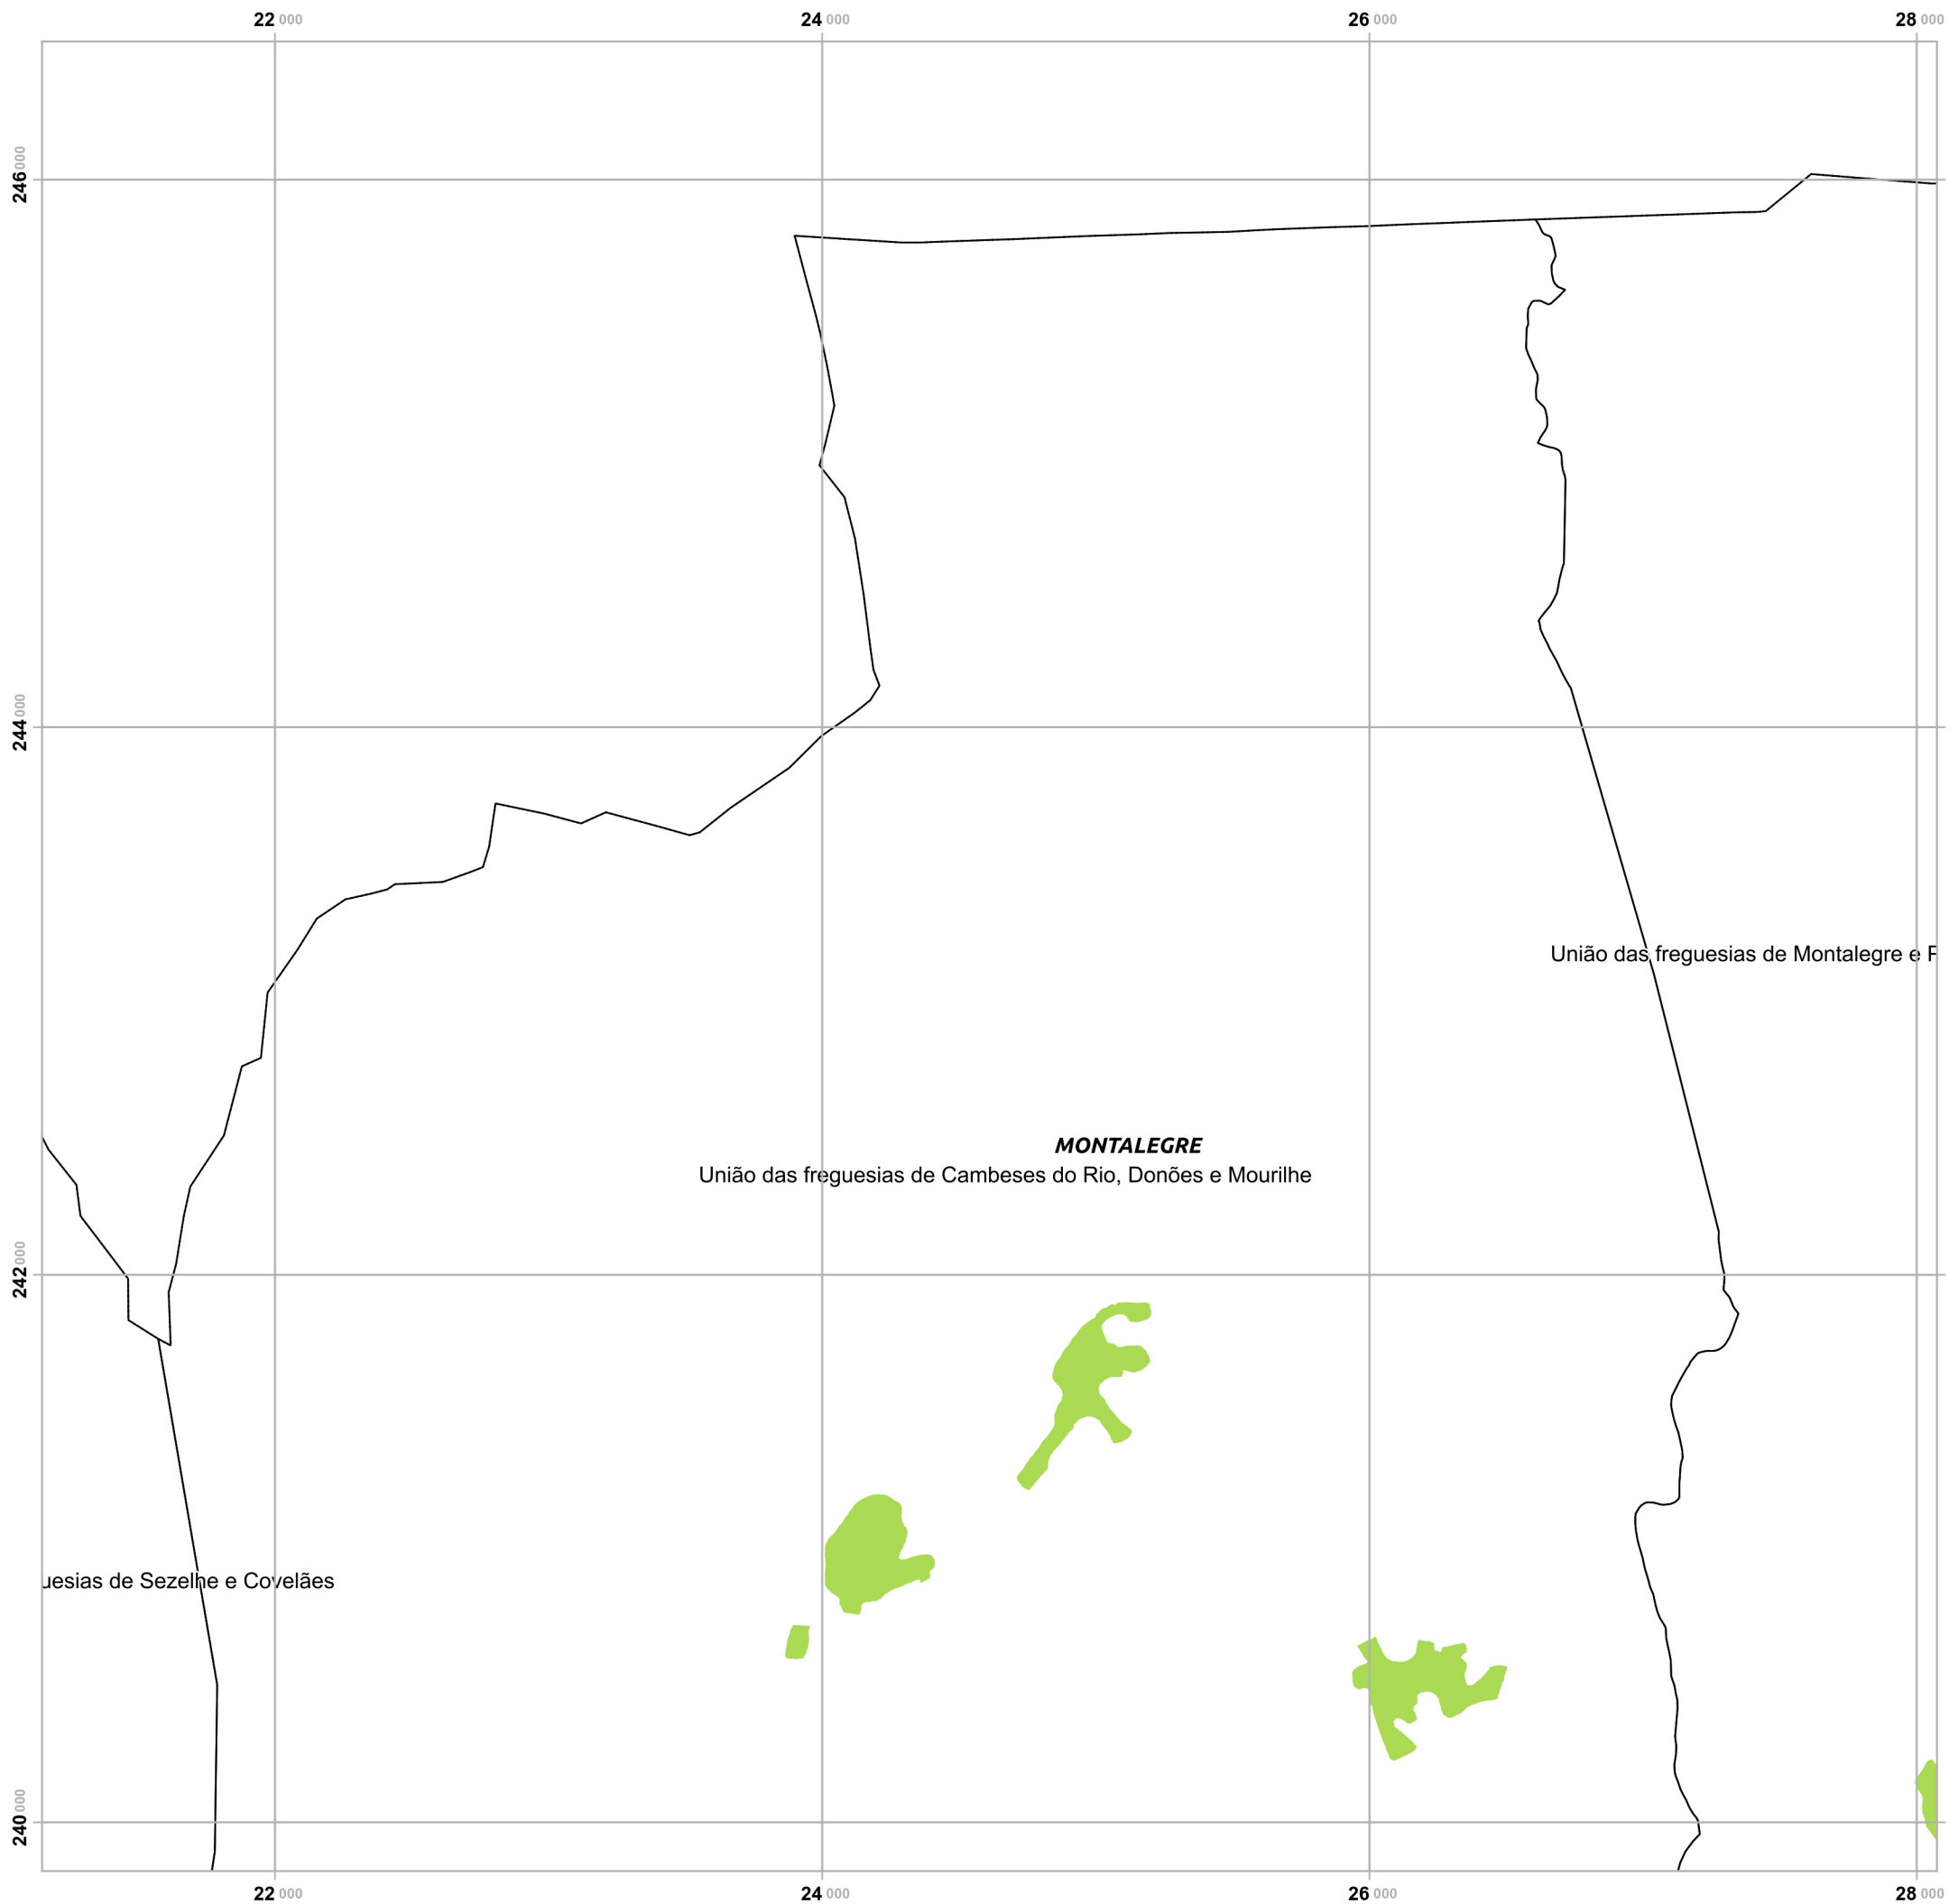 22 000 24 000 26 000 28 000
246 000
244 000
União das freguesias de Montalegre e
MONTALEGRE
União das freguesias de Cambeses do Rio, Donões e Mourilhe
242 000
uesias de Sezelhe e Covelães
240 000
22 000 24 000 26 000 28 000